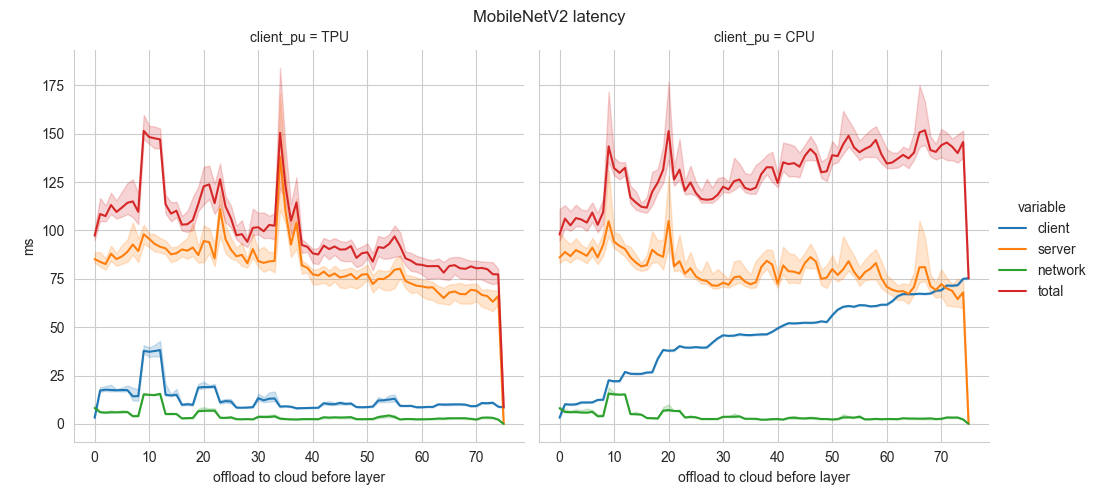 MobileNetV2 latency
client_pu = TPU
client_pu = CPU
ms
175
150
125
100
75
50
25
0
0 10 20 30 40 50 60 70
0 10 20 30 40 50 60 70
offload to cloud before layer
offload to cloud before layer
variable
client
server
network
total